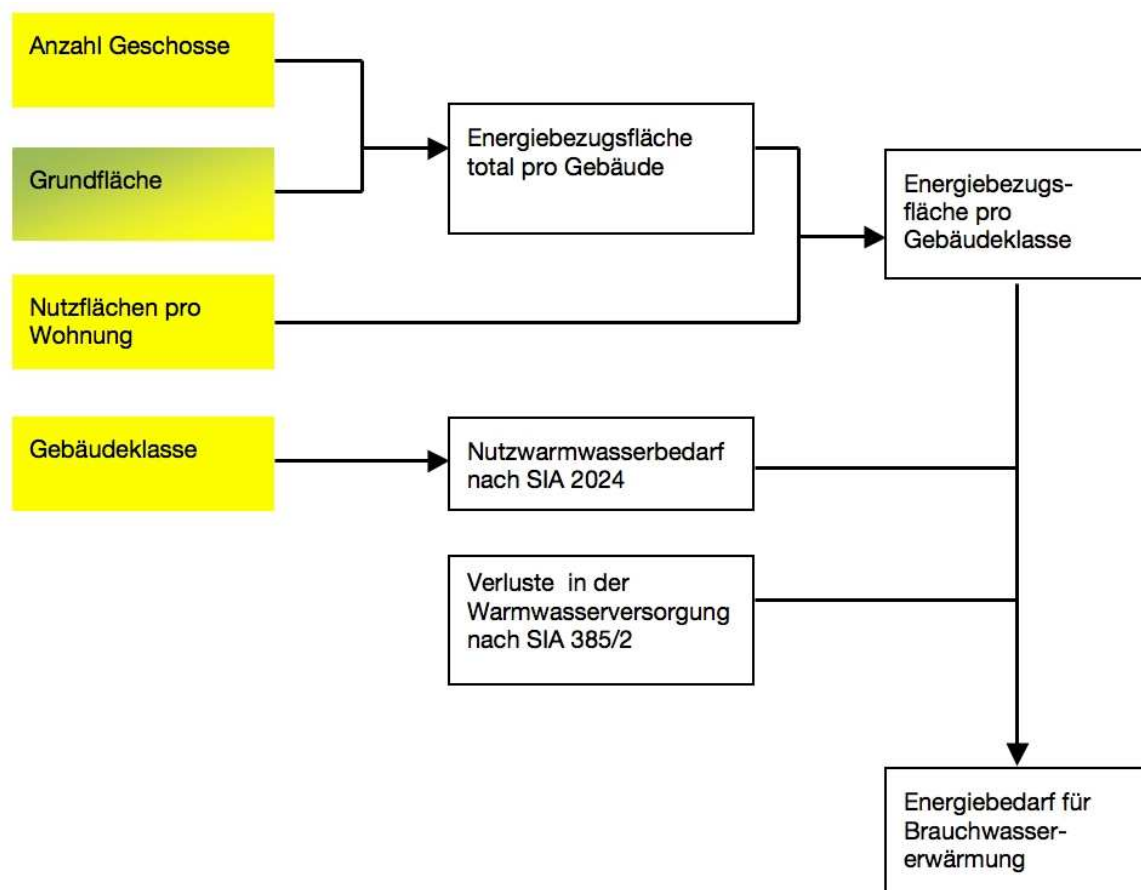 Anzahl Geschosse
Grundfläche
Energiebezugsfläche
total pro Gebäude
Energiebezugs-
fläche pro
Gebäudeklasse
Nutzflächen pro
Wohnung
Gebäudeklasse
Nutzwarmwasserbedarf
nach SIA 2024
Verluste in der
Warmwasserversorgung
nach SIA 385/2
Energiebedarf für
Brauchwasser-
erwärmung